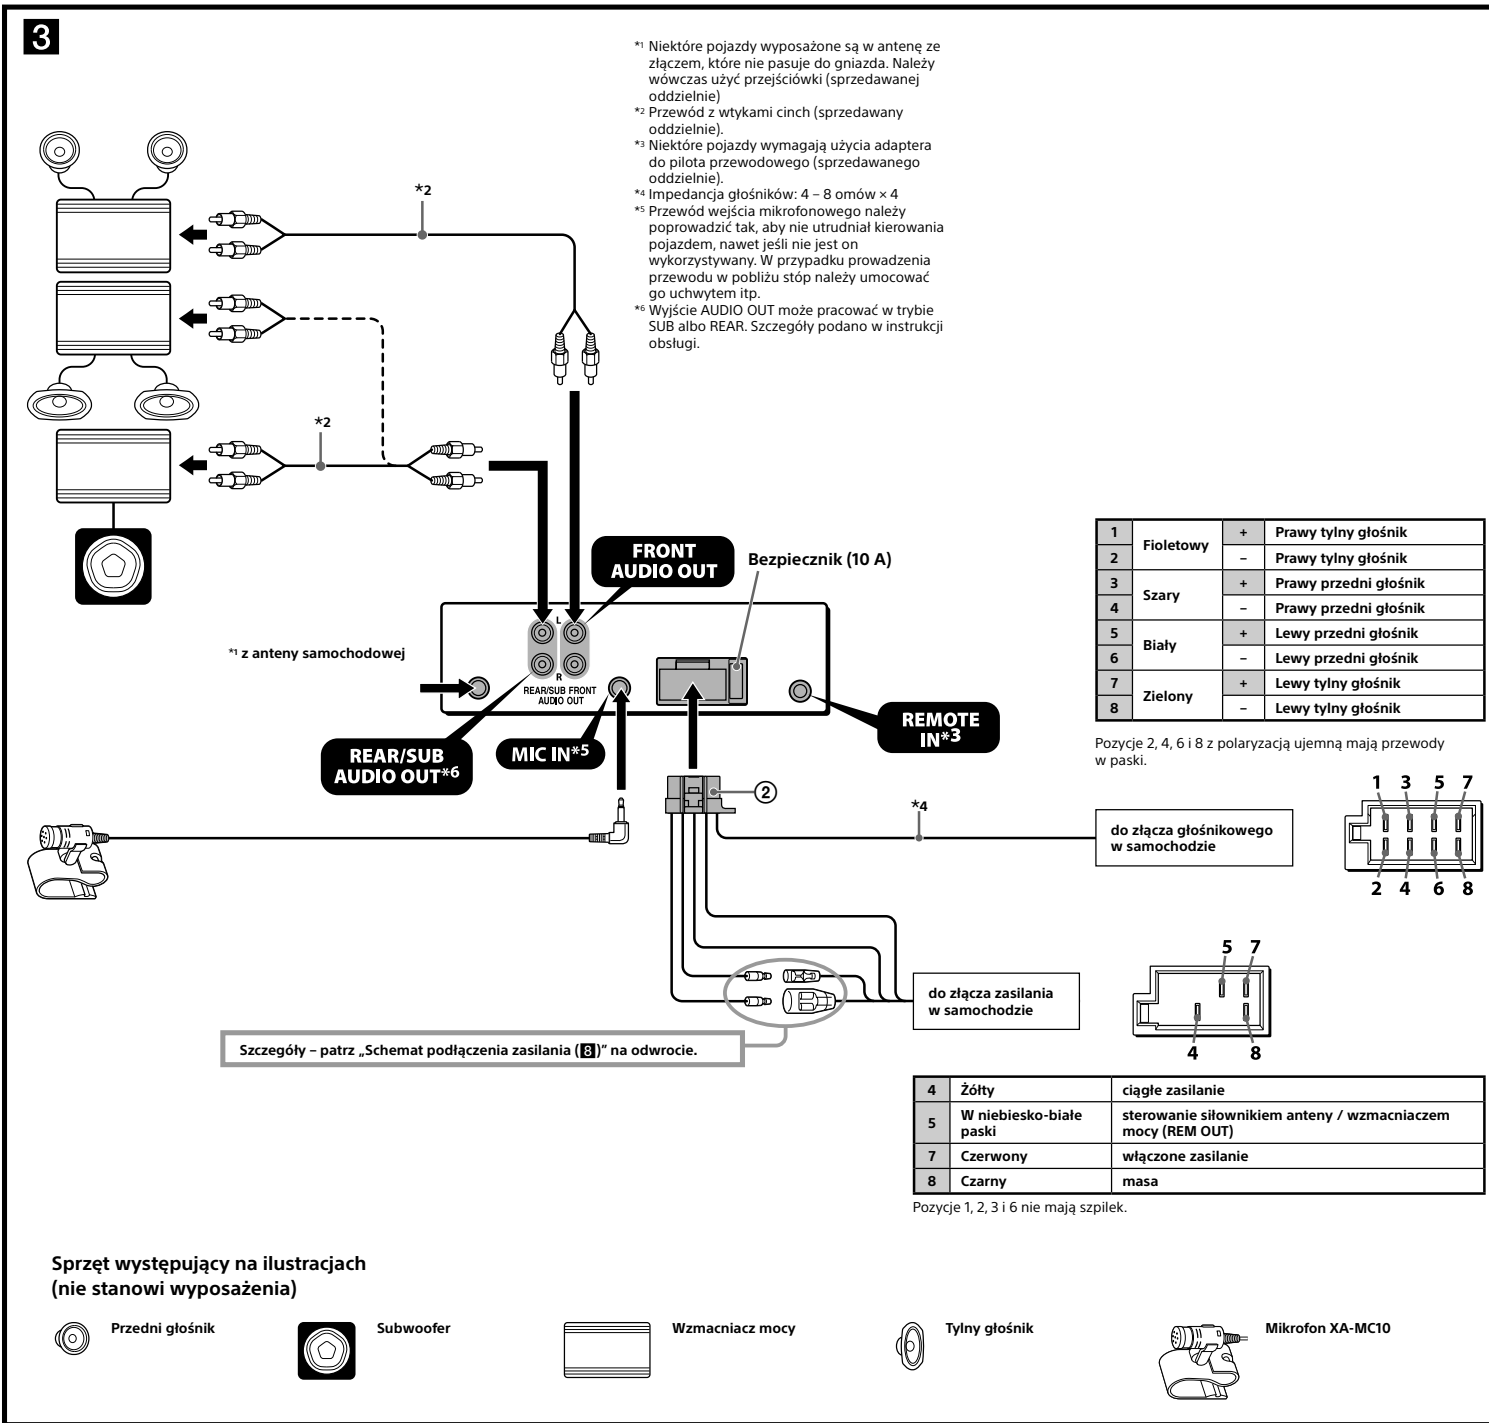 3
*1 Niektóre pojazdy wyposażone są w antenę ze
złączem, które nie pasuje do gniazda. Należy
wówczas użyć przejściówki (sprzedawanej
oddzielnie)
*2 Przewód z wtykami cinch (sprzedawany
oddzielnie).
*3 Niektóre pojazdy wymagają użycia adaptera
do pilota przewodowego (sprzedawanego
oddzielnie).
*4 Impedancja głośników: 4 – 8 omów × 4
*5 Przewód wejścia mikrofonowego należy
poprowadzić tak, aby nie utrudniał kierowania
pojazdem, nawet jeśli nie jest on
wykorzystywany. W przypadku prowadzenia
przewodu w pobliżu stóp należy umocować
go uchwytem itp.
*6 Wyjście AUDIO OUT może pracować w trybie
SUB albo REAR. Szczegóły podano w instrukcji
obsługi.
*2
*2
FRONT
AUDIO OUT
Bezpiecznik (10 A)
*1 z anteny samochodowej
L
R
REAR/SUB FRONT
AUDIO OUT
REAR/SUB
AUDIO OUT*6
MIC IN*5
REMOTE
IN*3
1 Fioletowy + Prawy tylny głośnik
2 – Prawy tylny głośnik
3 Szary + Prawy przedni głośnik
4 – Prawy przedni głośnik
5 Biały + Lewy przedni głośnik
6 – Lewy przedni głośnik
7 Zielony + Lewy tylny głośnik
8 – Lewy tylny głośnik
Pozycje 2, 4, 6 i 8 z polaryzacją ujemną mają przewody
w paski.
2
*4
do złącza głośnikowego
w samochodzie
1 3 5 7
2 4 6 8
do złącza zasilania
w samochodzie
5 7
4 8
Szczegóły – patrz „Schemat podłączenia zasilania (8)” na odwrocie.
4 Żółty ciągłe zasilanie
5 W niebiesko-białe paski sterowanie siłownikiem anteny / wzmacniaczem mocy (REM OUT)
7 Czerwony włączone zasilanie
8 Czarny masa
Pozycje 1, 2, 3 i 6 nie mają szpilek.
Sprzęt występujący na ilustracjach
(nie stanowi wyposażenia)
Przedni głośnik
Subwoofer
Wzmacniacz mocy
Tylny głośnik
Mikrofon XA-MC10